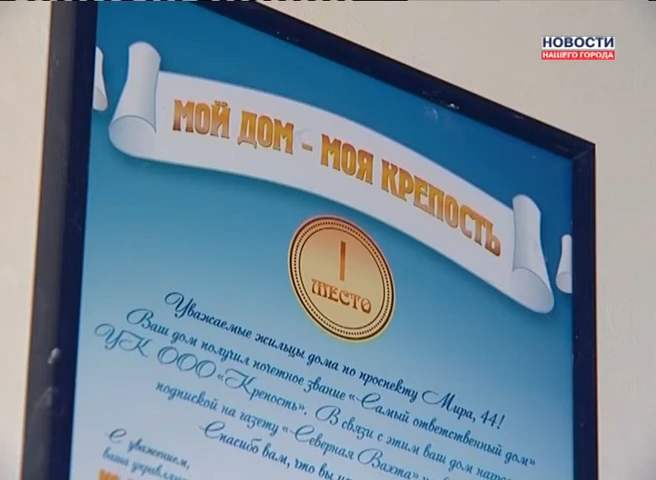 НОВОСТИ
НАШЕГО ГОРОДА
МОЙ ДОМ - МОЯ КРЕПОСТЬ
I
МЕСТО
Уважаемые жильцы дома по проспекту Мира, 44!
Ваш дом получил почетное звание «Самый ответственный дом»
УК ООО «Крепость». В связи с этим ваш дом
подпиской на газету «Северная Вахта»
Спасибо вам, что вы
С уважением,